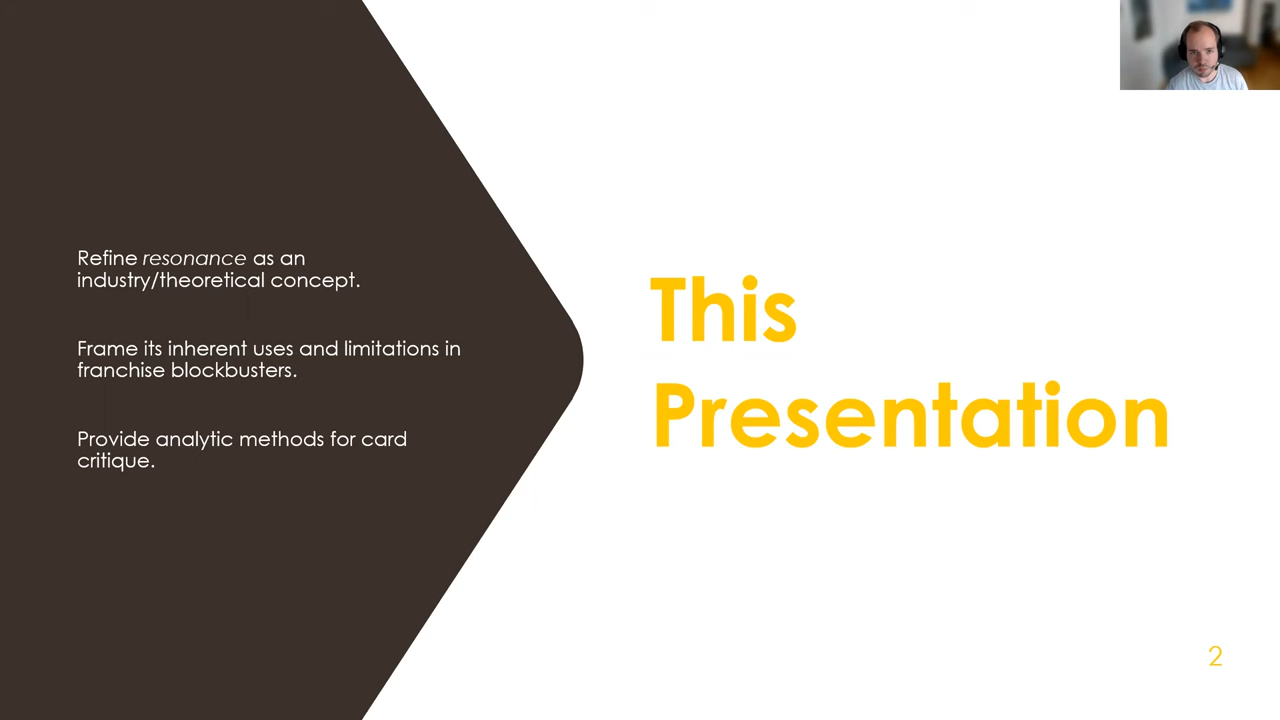 Refine resonance as an
industry/theoretical concept.
Frame its inherent uses and limitations in
franchise blockbusters.
Provide analytic methods for card
critique.
This
Presentation
2